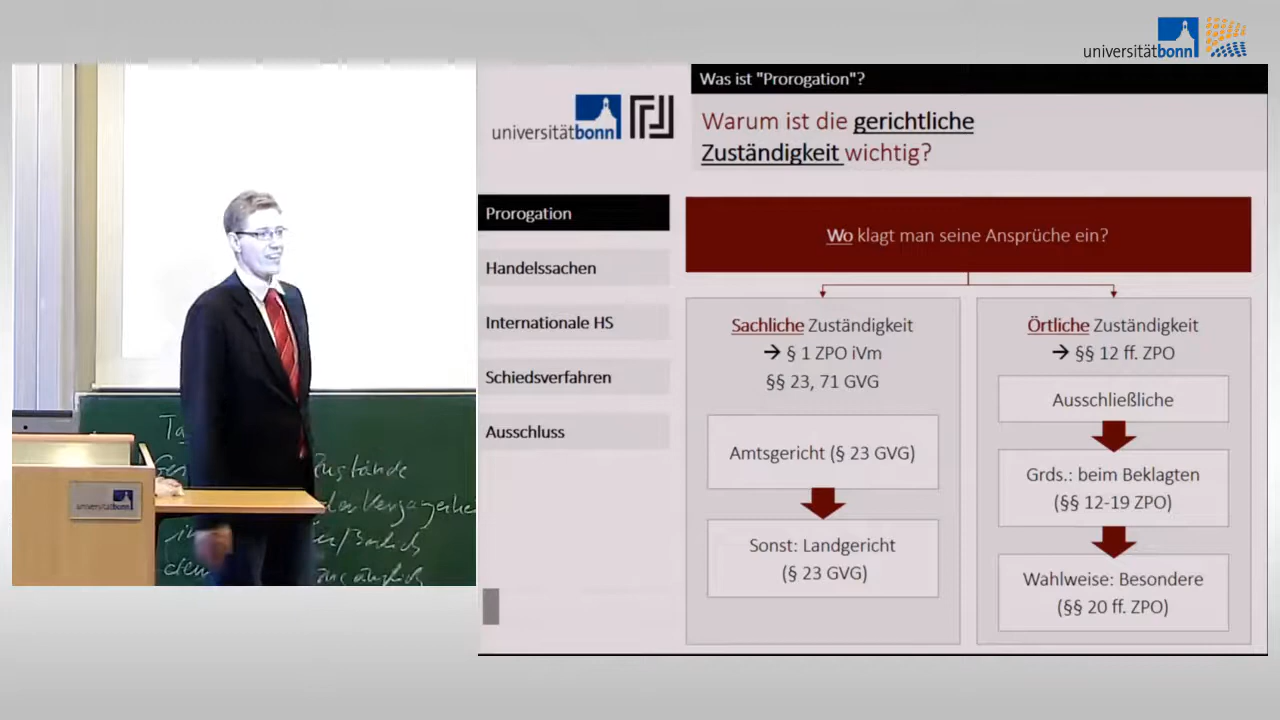 universitätbonn
Was ist "Prorogation"?
universitätbonn
Warum ist die gerichtliche
Zuständigkeit wichtig?
Prorogation
Handelssachen
Internationale HS
Schiedsverfahren
Ausschluss
Wo klagt man seine Ansprüche ein?
Sachliche Zuständigkeit
→ § 1 ZPO iVm
§§ 23, 71 GVG
Amtsgericht (§ 23 GVG)
Sonst: Landgericht
(§ 23 GVG)
Örtliche Zuständigkeit
→ §§ 12 ff. ZPO
Ausschließliche
Grds.: beim Beklagten
(§§ 12-19 ZPO)
Wahlweise: Besondere
(§§ 20 ff. ZPO)
universitätbonn
Zustände